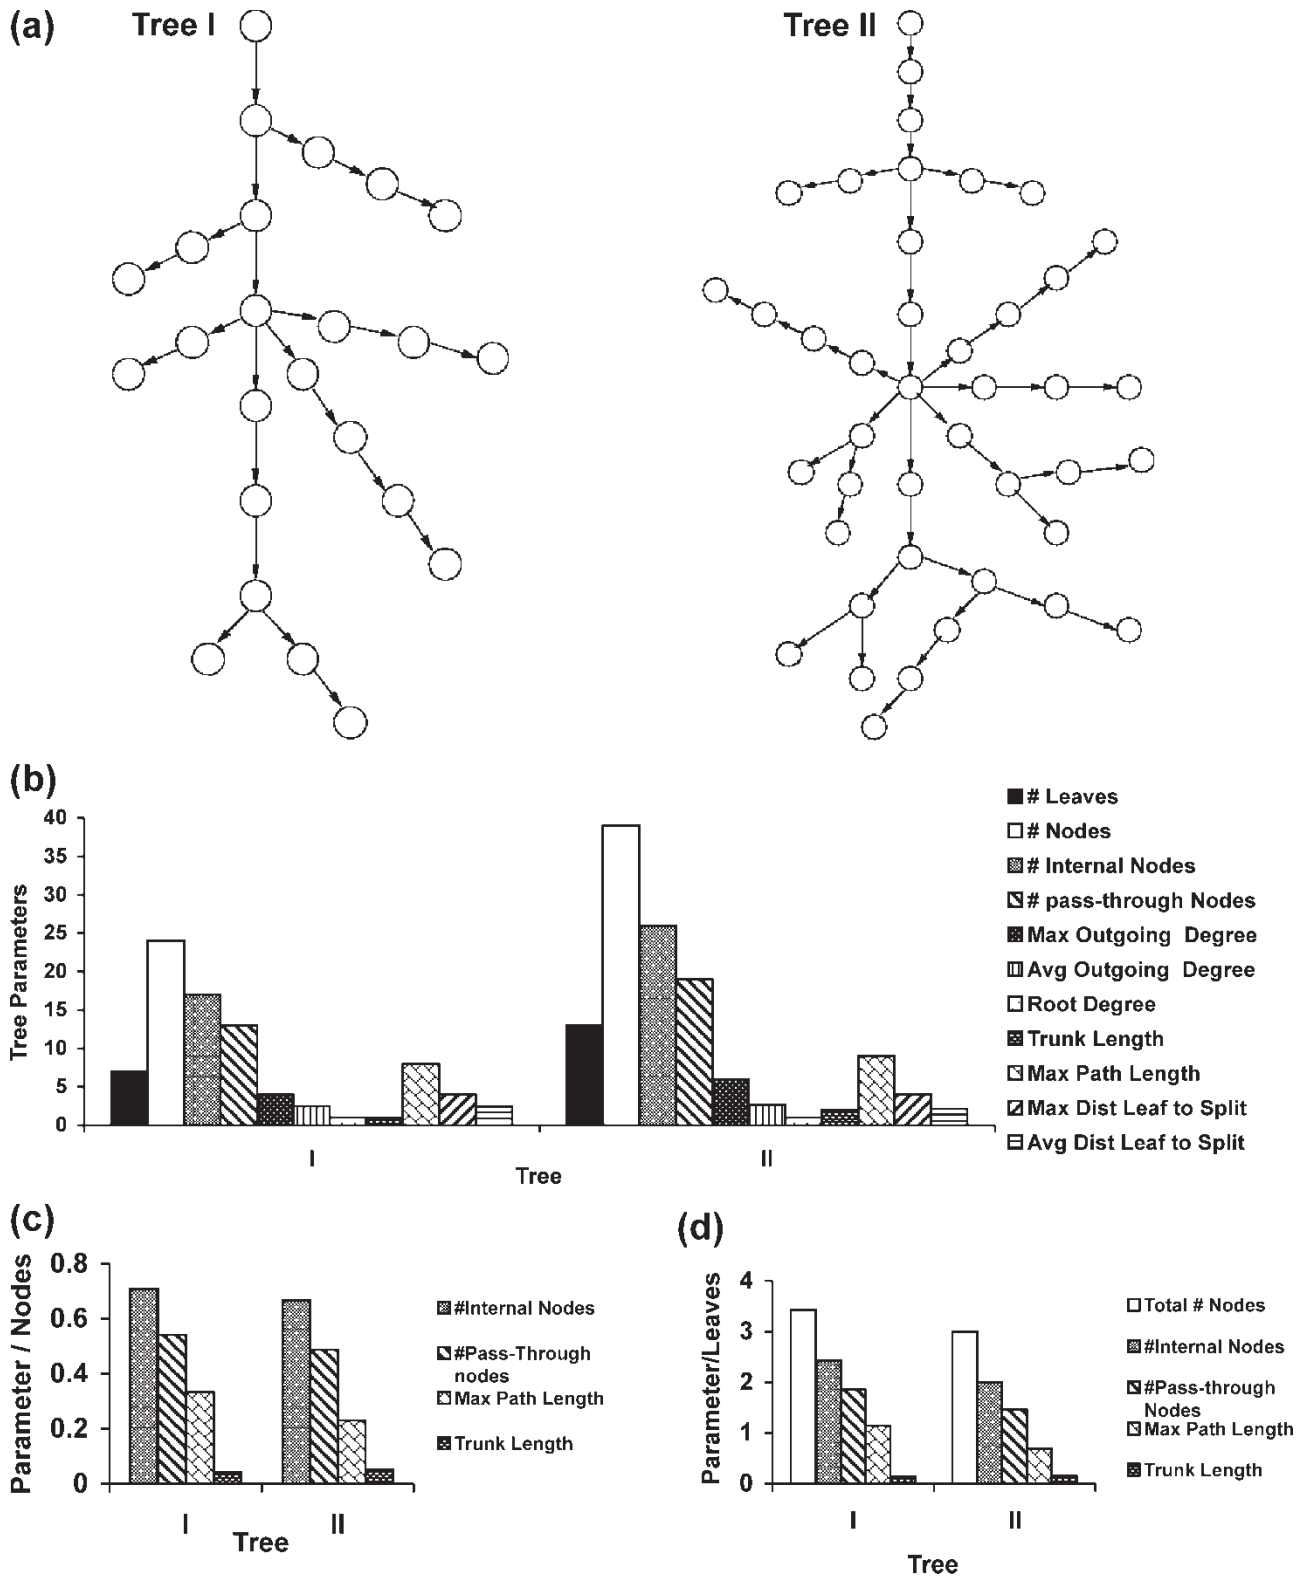 (a) Tree I Tree II
(b)
40
35
30
25
20
15
10
5
0
Tree Parameters
I II
Tree
# Leaves
# Nodes
# Internal Nodes
# pass-through Nodes
Max Outgoing Degree
Avg Outgoing Degree
Root Degree
Trunk Length
Max Path Length
Max Dist Leaf to Split
Avg Dist Leaf to Split
(c)
0.8
0.6
0.4
0.2
0
Parameter / Nodes
I II
Tree
#Internal Nodes
#Pass-Through
nodes
Max Path Length
Trunk Length
(d)
4
3
2
1
0
Parameter/Leaves
I II
Tree
Total # Nodes
#Internal Nodes
#Pass-through
Nodes
Max Path Length
Trunk Length